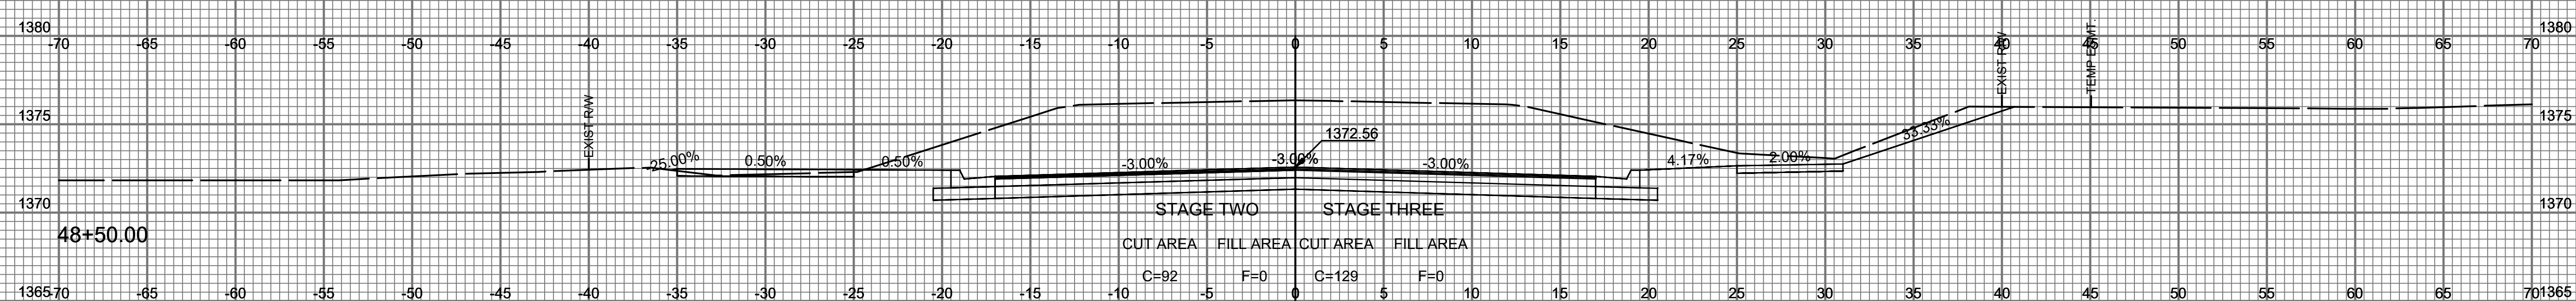 1380 1380
-70 -65 -60 -55 -50 -45 -40 -35 -30 -25 -20 -15 -10 -5 0 5 10 15 20 25 30 35 40 45 50 55 60 65 70
EXIST R/W
EXIST R/W
TEMP ESMT.
1375 1375
1372.56
-25.00% 0.50% 0.50% -3.00% -3.00% -3.00% 4.17% 2.00% 33.33%
1370 1370
STAGE TWO STAGE THREE
48+50.00
CUT AREA FILL AREA CUT AREA FILL AREA
C=92 F=0 C=129 F=0
1365 1365
-70 -65 -60 -55 -50 -45 -40 -35 -30 -25 -20 -15 -10 -5 0 5 10 15 20 25 30 35 40 45 50 55 60 65 70